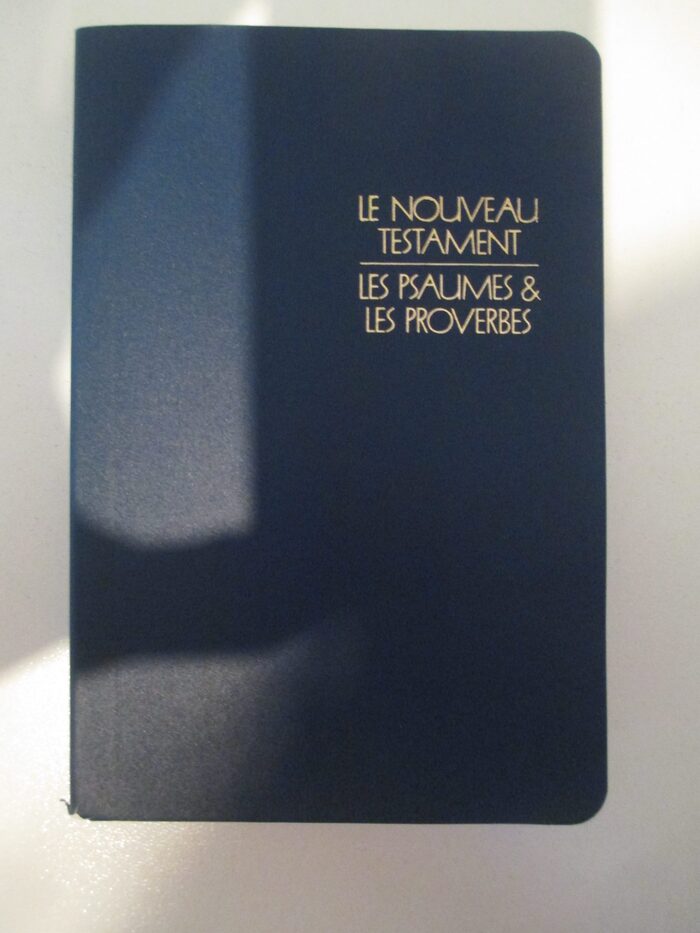 LE NOUVEAU
TESTAMENT
LES PSAUMES &
LES PROVERBES